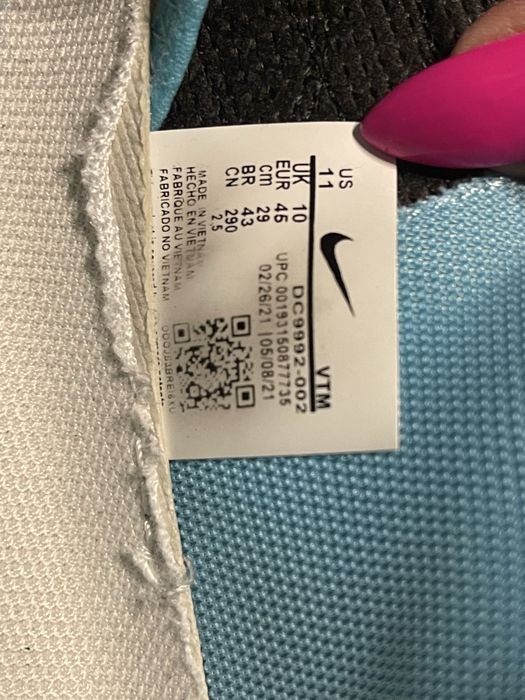 US
11 VTM
UK 10 DC9992-002
EUR 45 UPC 00193150877735
cm 29 02/26/21 | 05/08/21
BR 43
CN 290
2.5
MADE IN VIETNAM
HECHO EN VIETNAM
FABRIQUE AU VIETNAM
FABRICADO NO VIETNAM